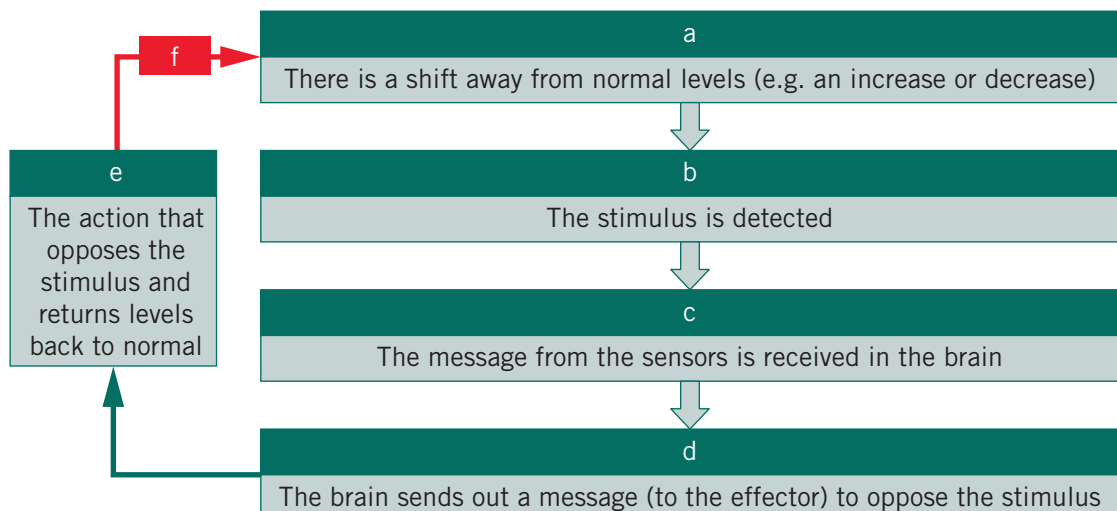 f
a
There is a shift away from normal levels (e.g. an increase or decrease)
e
The action that
opposes the
stimulus and
returns levels
back to normal
b
The stimulus is detected
c
The message from the sensors is received in the brain
d
The brain sends out a message (to the effector) to oppose the stimulus